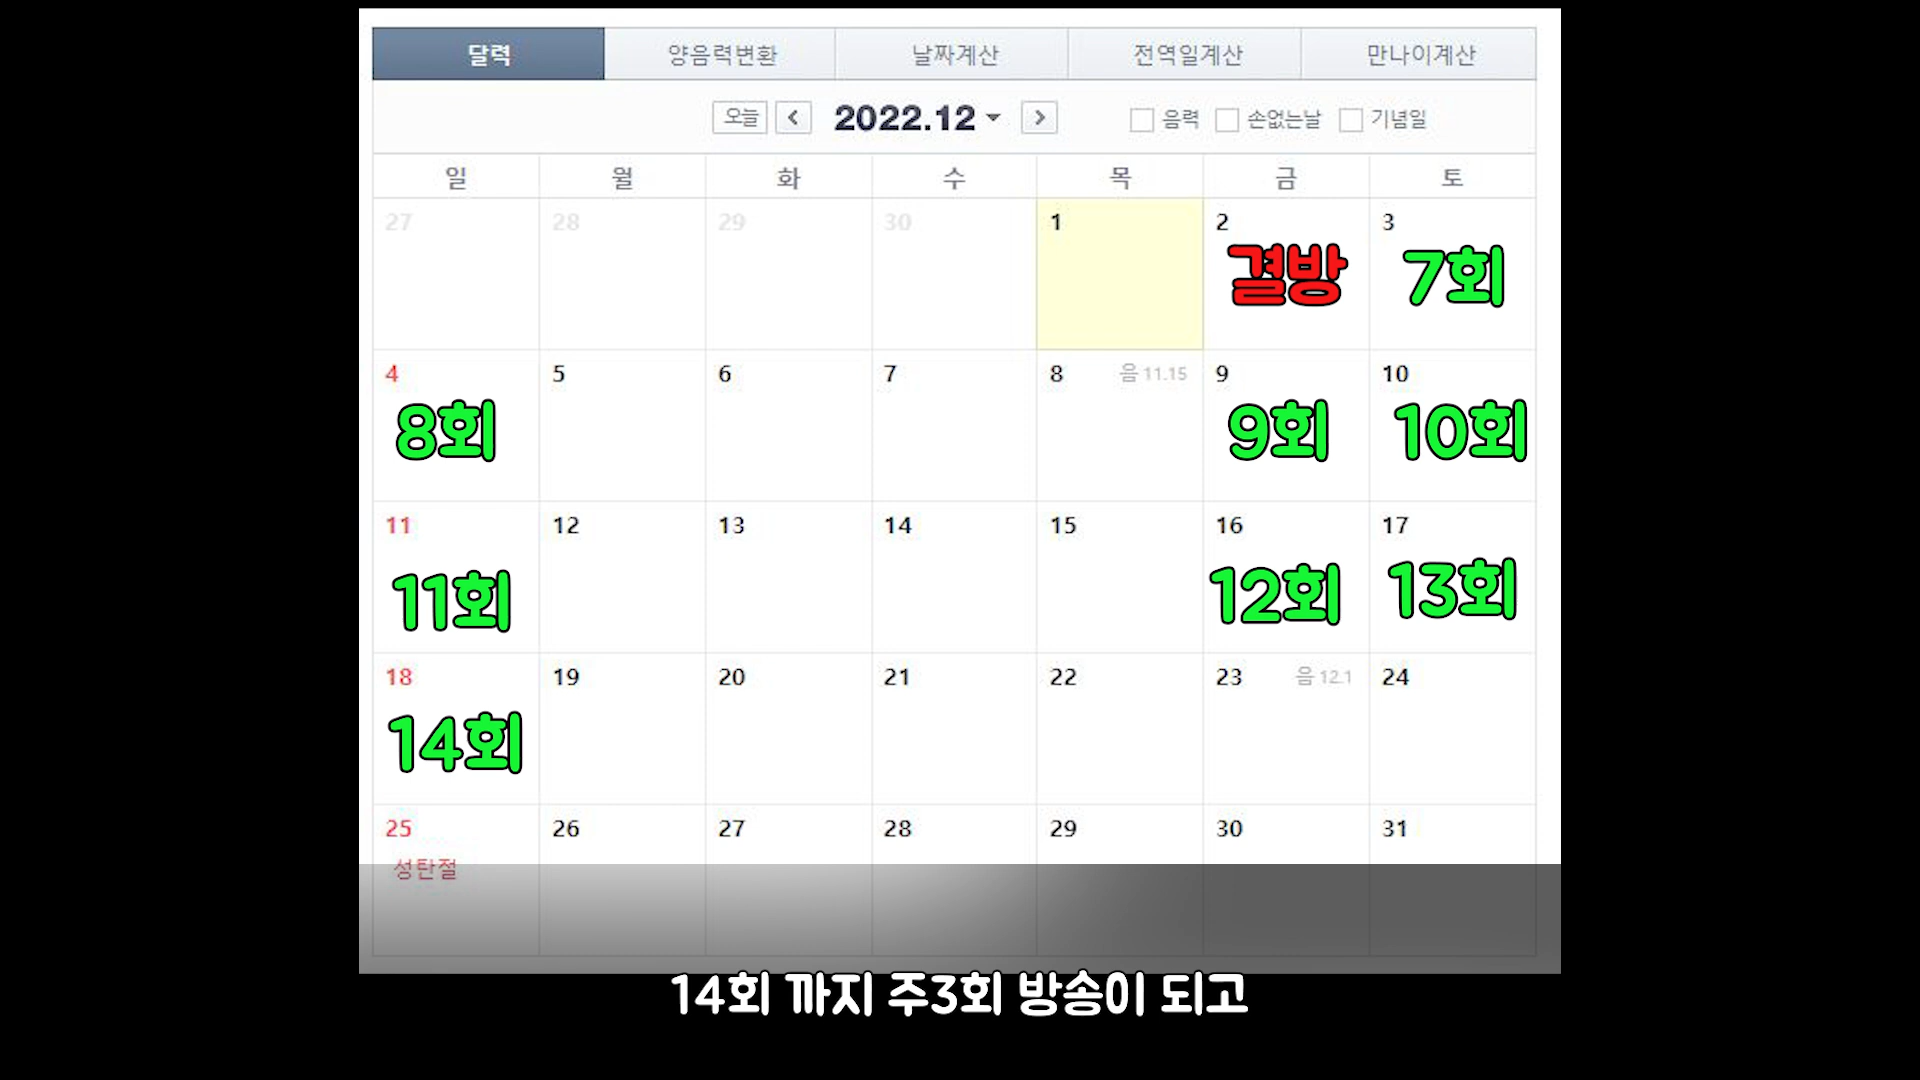 달력 양음력변환 날짜계산 전역일계산 만나이계산
오늘 < 2022.12 > 음력 손없는날 기념일
일 월 화 수 목 금 토
27 28 29 30 1 2 3
결방 7회
4 5 6 7 8 음 11.15 9 10
8회 9회 10회
11 12 13 14 15 16 17
11회 12회 13회
18 19 20 21 22 23 음 12.1 24
14회
25 26 27 28 29 30 31
성탄절
14회 까지 주3회 방송이 되고